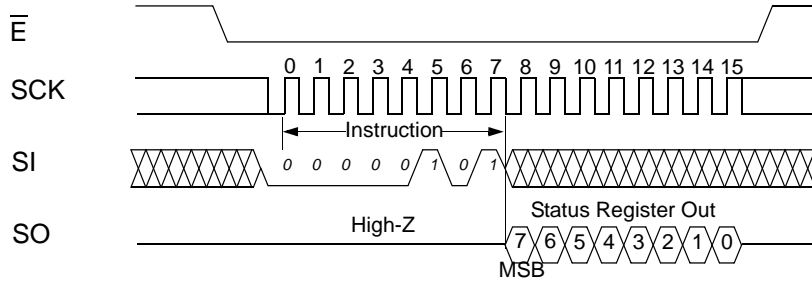 E
0 1 2 3 4 5 6 7 8 9 10 11 12 13 14 15
SCK
Instruction
SI
0 0 0 0 0 1 0 1
High-Z
Status Register Out
SO
7 6 5 4 3 2 1 0
MSB